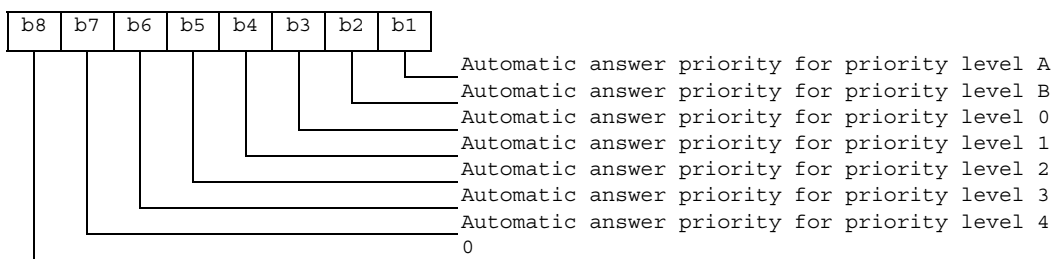 b8 b7 b6 b5 b4 b3 b2 b1
Automatic answer priority for priority level A
Automatic answer priority for priority level B
Automatic answer priority for priority level 0
Automatic answer priority for priority level 1
Automatic answer priority for priority level 2
Automatic answer priority for priority level 3
Automatic answer priority for priority level 4
0